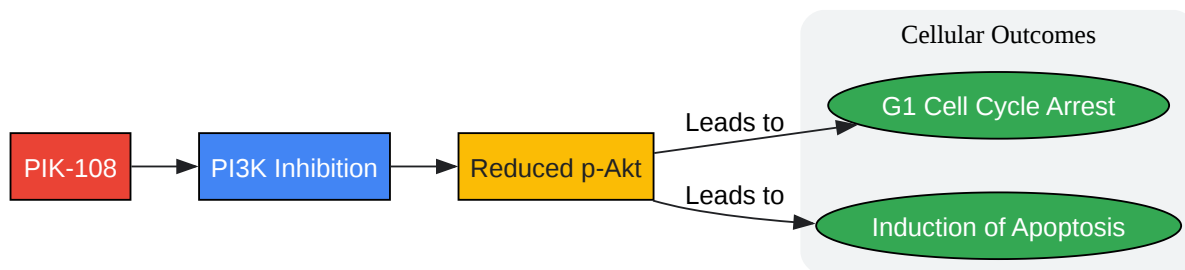 Cellular Outcomes
G1 Cell Cycle Arrest
Leads to
PIK-108
PI3K Inhibition
Reduced p-Akt
Leads to
Induction of Apoptosis